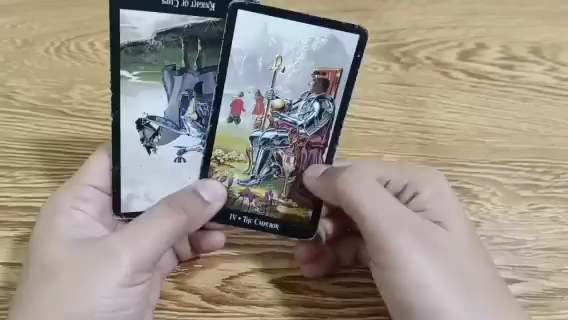 KNIGHT OF CUPS
IV • THE EMPEROR